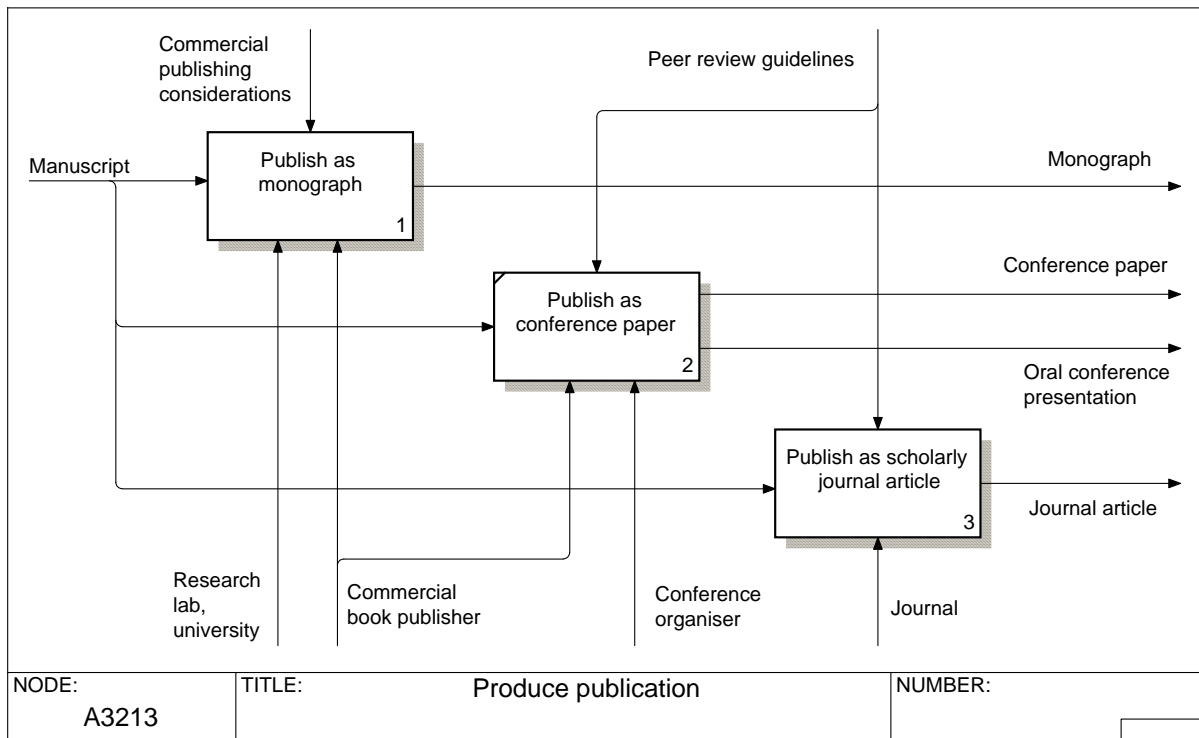 Commercial
publishing
considerations
Peer review guidelines
Manuscript
Publish as
monograph
1
Monograph
Conference paper
Publish as
conference paper
2
Oral conference
presentation
Publish as scholarly
journal article
3
Journal article
Research
lab,
university
Commercial
book publisher
Conference
organiser
Journal
NODE:
A3213
TITLE:
Produce publication
NUMBER: